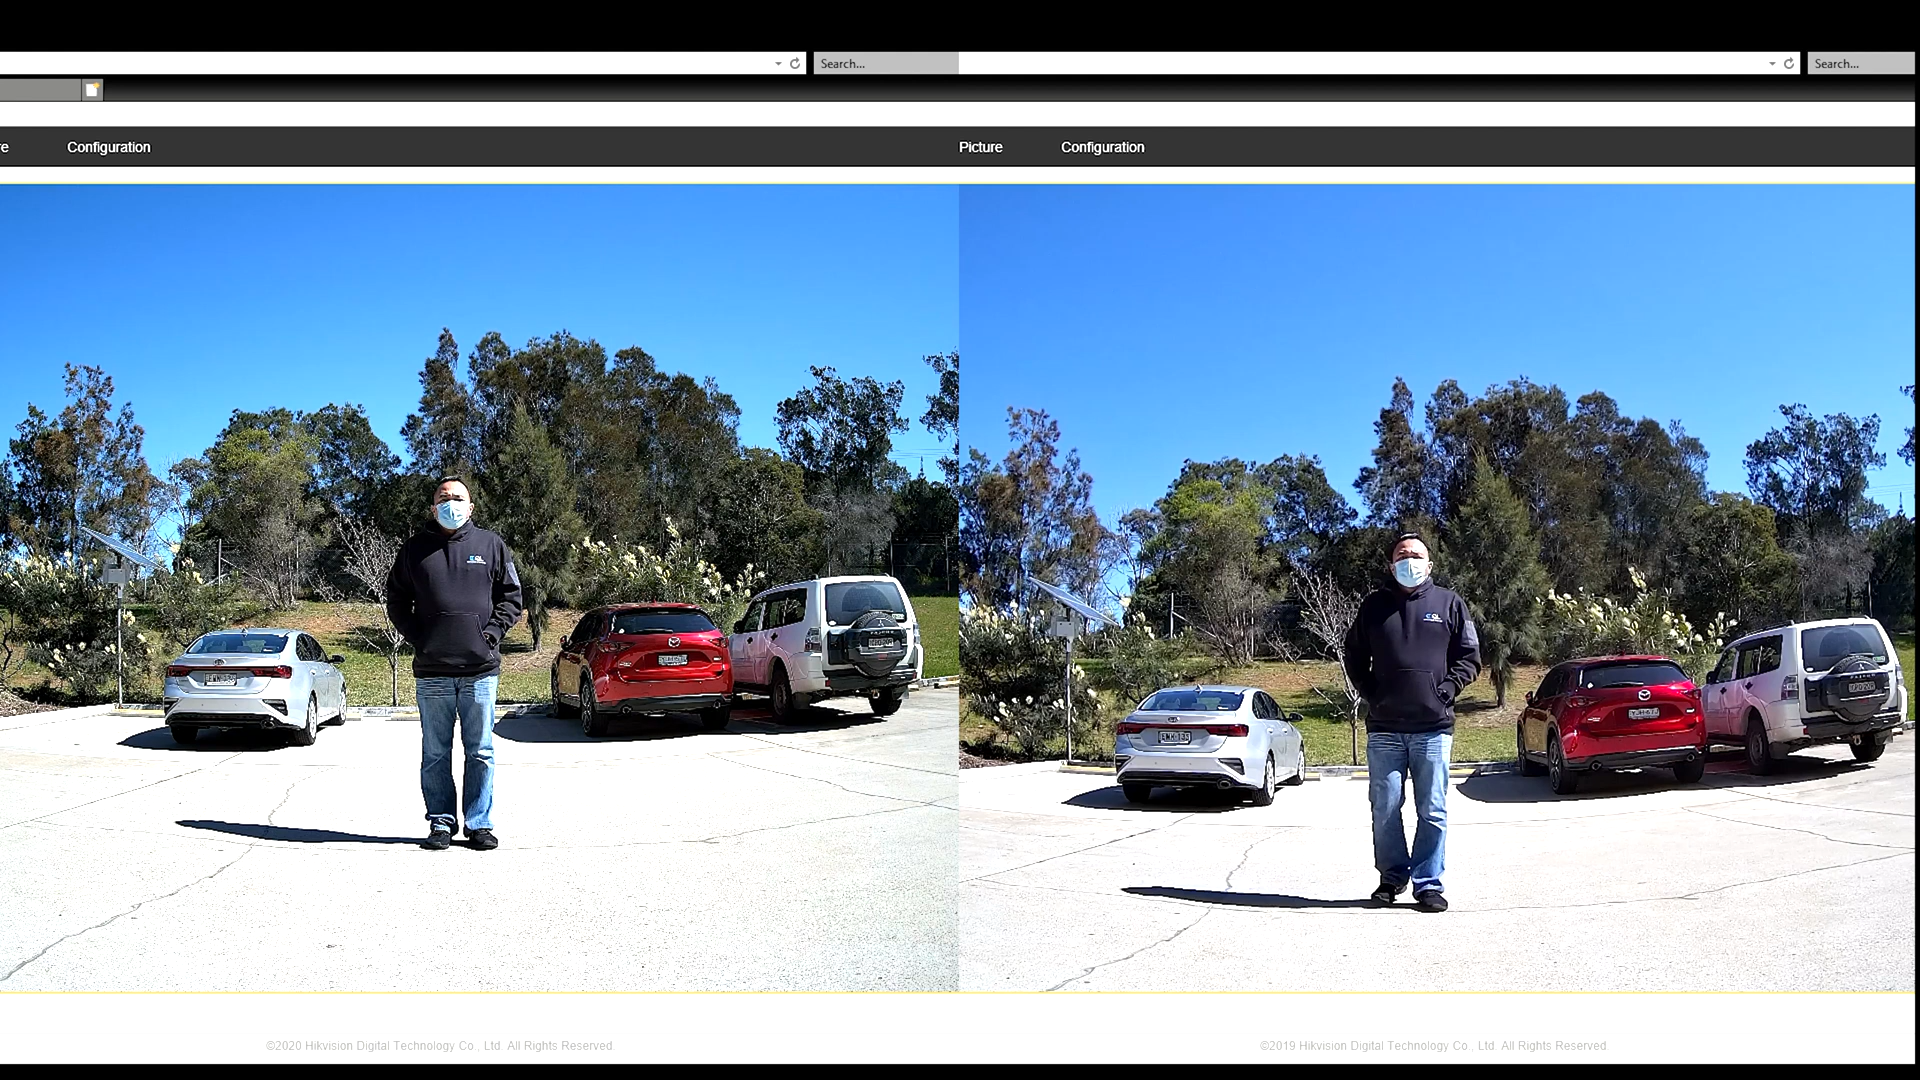 Search...
Search...
re
Configuration
Picture
Configuration
©2020 Hikvision Digital Technology Co., Ltd. All Rights Reserved
©2019 Hikvision Digital Technology Co., Ltd. All Rights Reserved